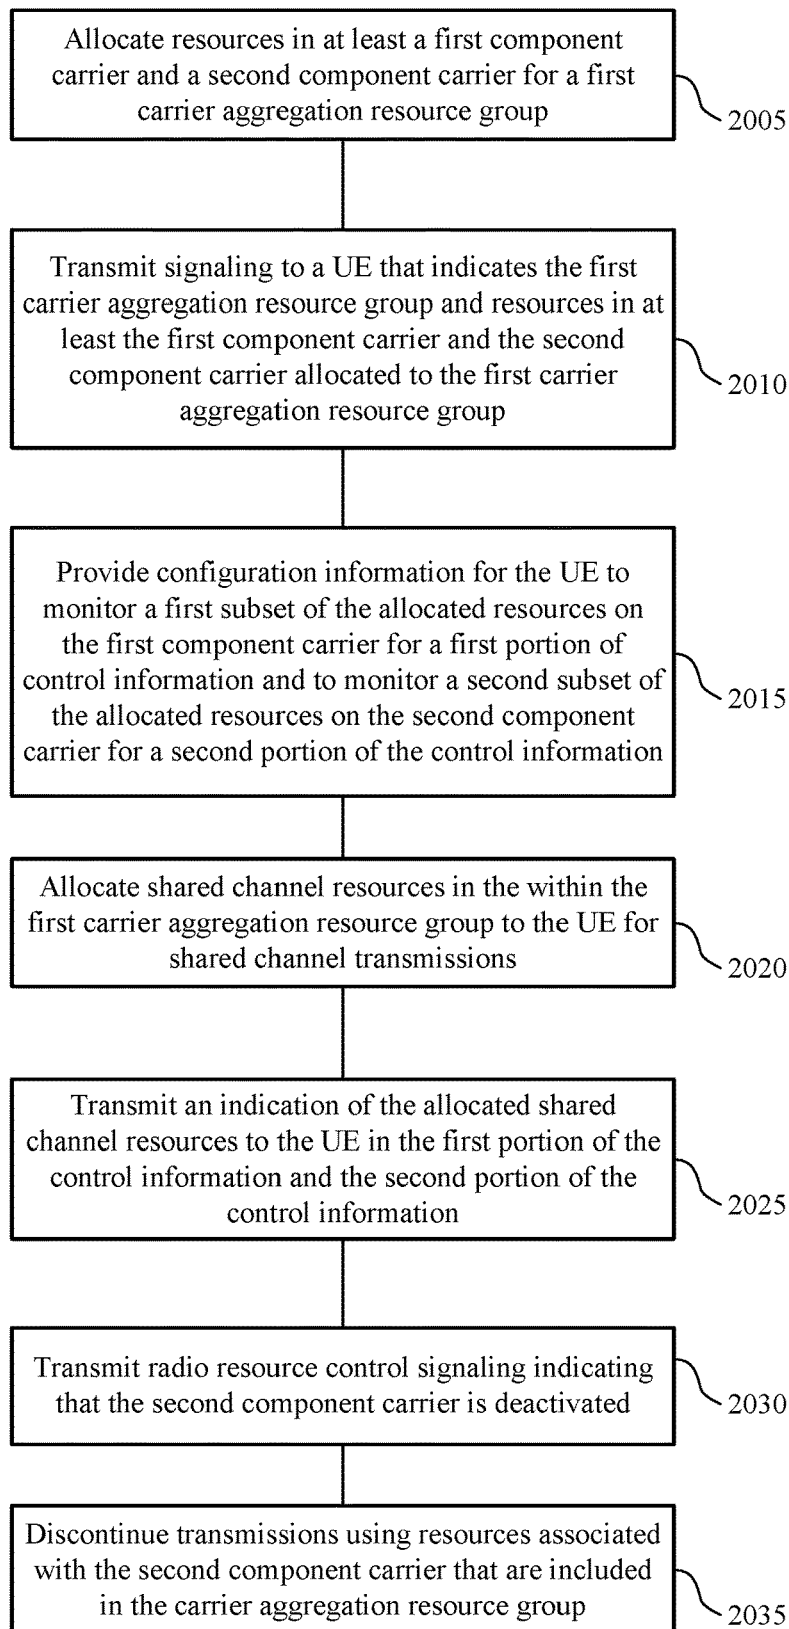 Allocate resources in at least a first component
carrier and a second component carrier for a first
carrier aggregation resource group
2005
Transmit signaling to a UE that indicates the first
carrier aggregation resource group and resources in at
least the first component carrier and the second
component carrier allocated to the first carrier
aggregation resource group
2010
Provide configuration information for the UE to
monitor a first subset of the allocated resources on
the first component carrier for a first portion of
control information and to monitor a second subset of
the allocated resources on the second component
carrier for a second portion of the control information
2015
Allocate shared channel resources in the within the
first carrier aggregation resource group to the UE for
shared channel transmissions
2020
Transmit an indication of the allocated shared
channel resources to the UE in the first portion of the
control information and the second portion of the
control information
2025
Transmit radio resource control signaling indicating
that the second component carrier is deactivated
2030
Discontinue transmissions using resources associated
with the second component carrier that are included
in the carrier aggregation resource group
2035